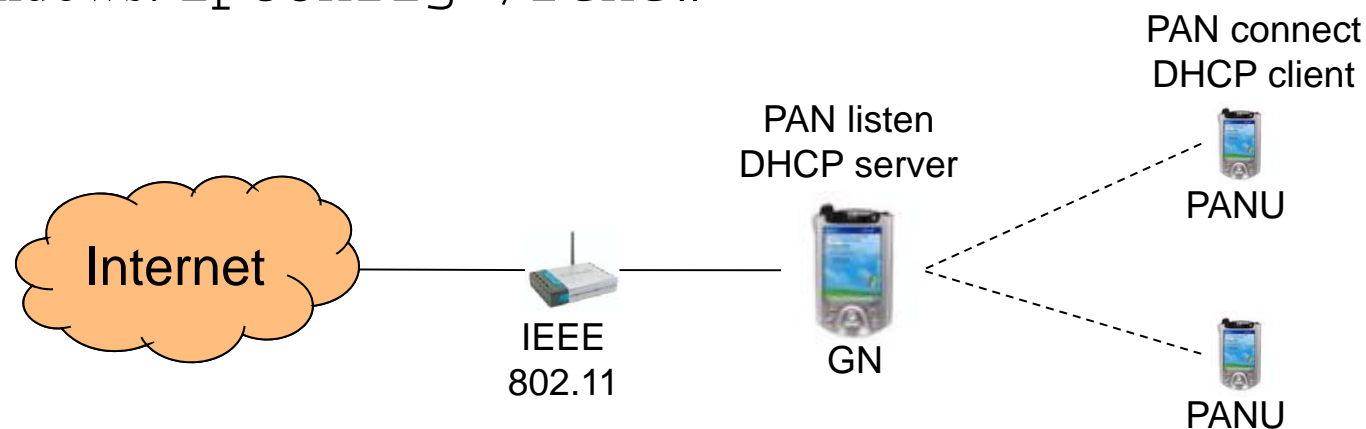 PAN connect
DHCP client
PAN listen
DHCP server
PANU
Internet
IEEE
802.11
GN
PANU